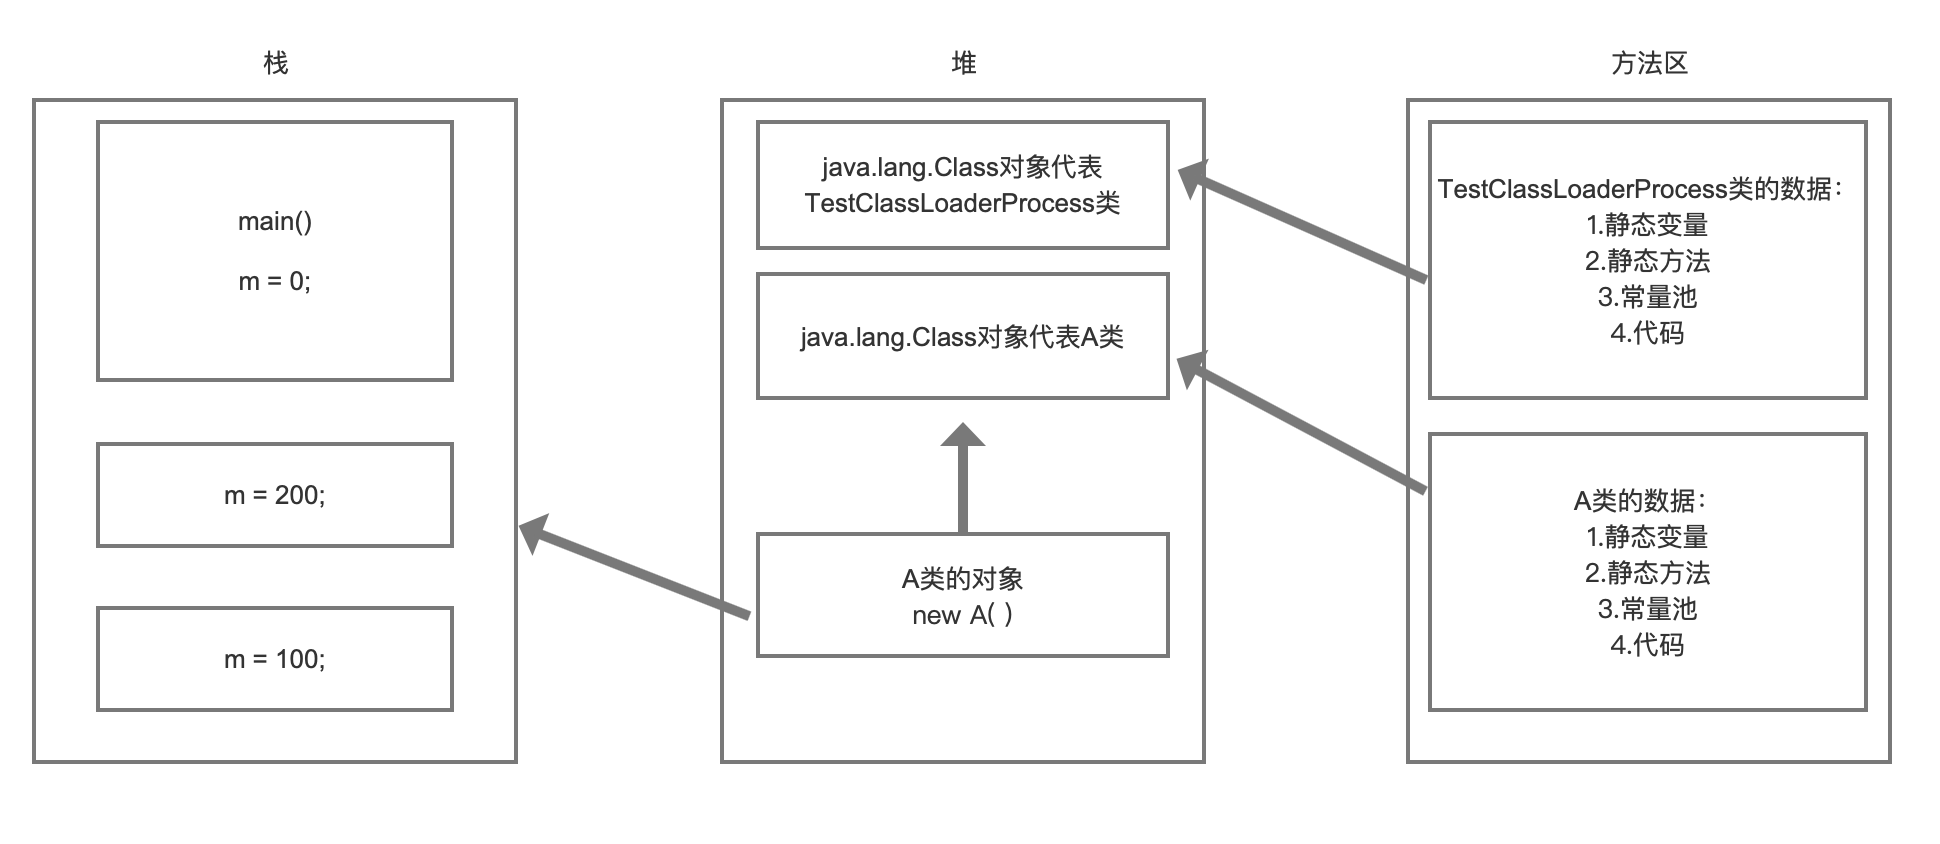 栈
main()
m = 0;
m = 200;
m = 100;
堆
java.lang.Class对象代表
TestClassLoaderProcess类
java.lang.Class对象代表A类
A类的对象
new A( )
方法区
TestClassLoaderProcess类的数据：
1.静态变量
2.静态方法
3.常量池
4.代码
A类的数据：
1.静态变量
2.静态方法
3.常量池
4.代码